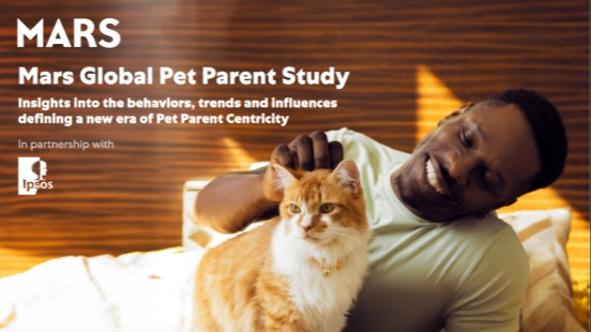 MARS
Mars Global Pet Parent Study
Insights into the behaviors, trends and influences
defining a new era of Pet Parent Centricity
In partnership with
Ipsos